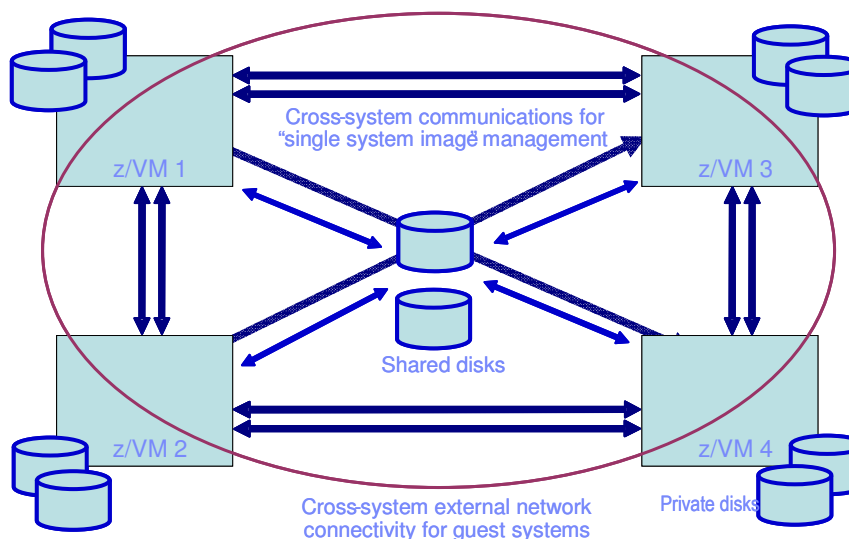 Cross-system communications for
“single system image” management
z/VM 1
z/VM 3
Shared disks
z/VM 2
z/VM 4
Cross-system external network
connectivity for guest systems
Private disks